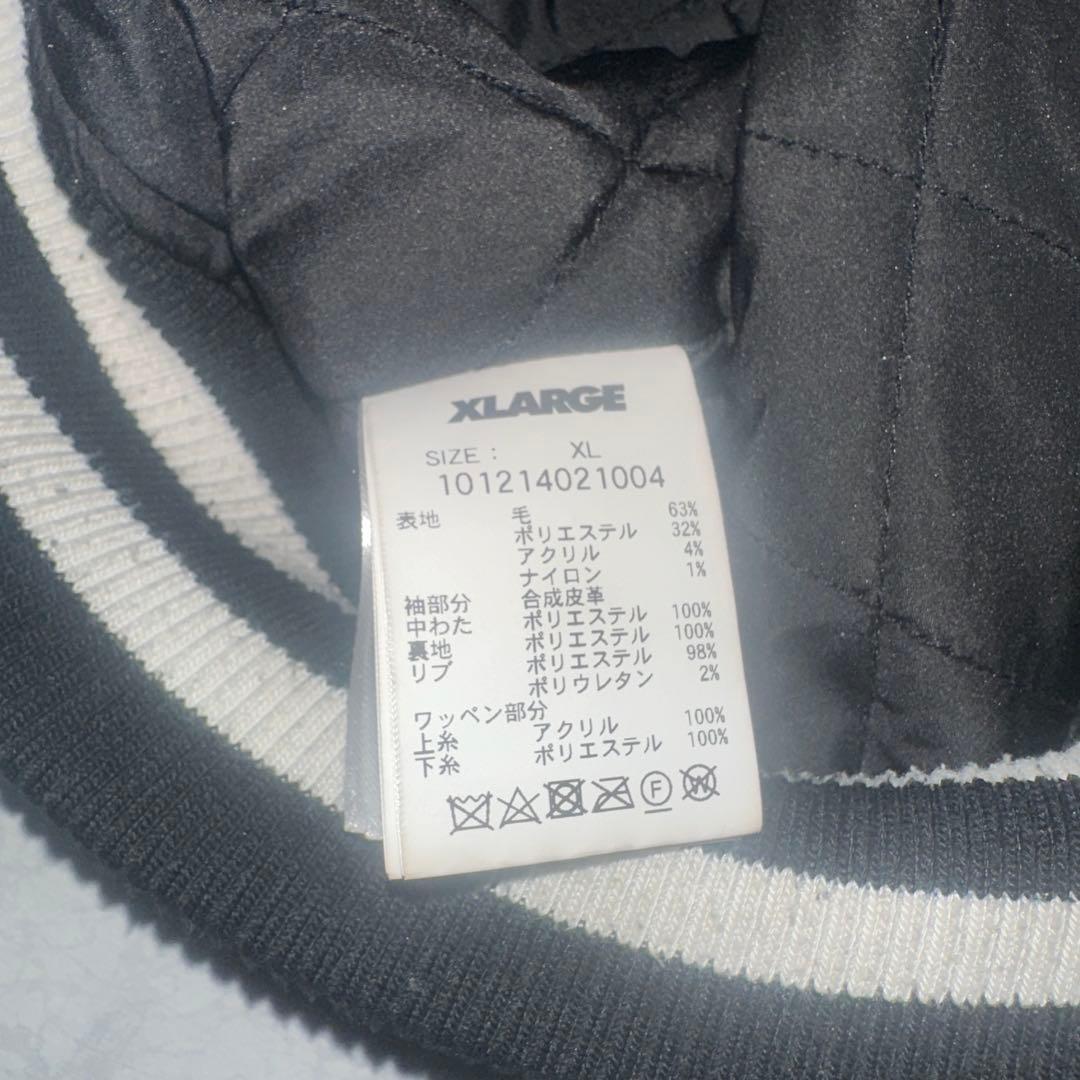 XLARGE
SIZE : XL
101214021004
表地 毛 63%
ポリエステル 32%
アクリル 4%
ナイロン 1%
袖部分 合成皮革
中わた ポリエステル 100%
裏地 ポリエステル 100%
リブ ポリエステル 98%
ポリウレタン 2%
ワッペン部分
上糸 アクリル 100%
下糸 ポリエステル 100%
F W